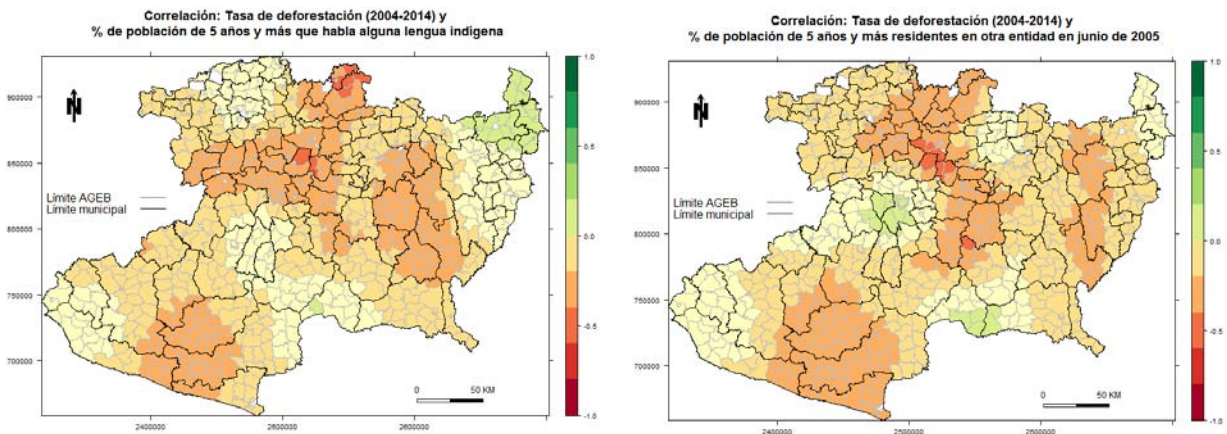 Correlación: Tasa de deforestación (2004-2014) y
% de población de 5 años y más que habla alguna lengua indigena
900000
850000
800000
750000
700000
N
Límite AGEB
Límite municipal
0 50 KM
2400000 2500000 2600000
1.0
0.5
0.0
-0.5
-1.0
Correlación: Tasa de deforestación (2004-2014) y
% de población de 5 años y más residentes en otra entidad en junio de 2005
900000
850000
800000
750000
700000
N
Límite AGEB
Límite municipal
0 50 KM
2400000 2500000 2600000
1.0
0.5
0.0
-0.5
-1.0